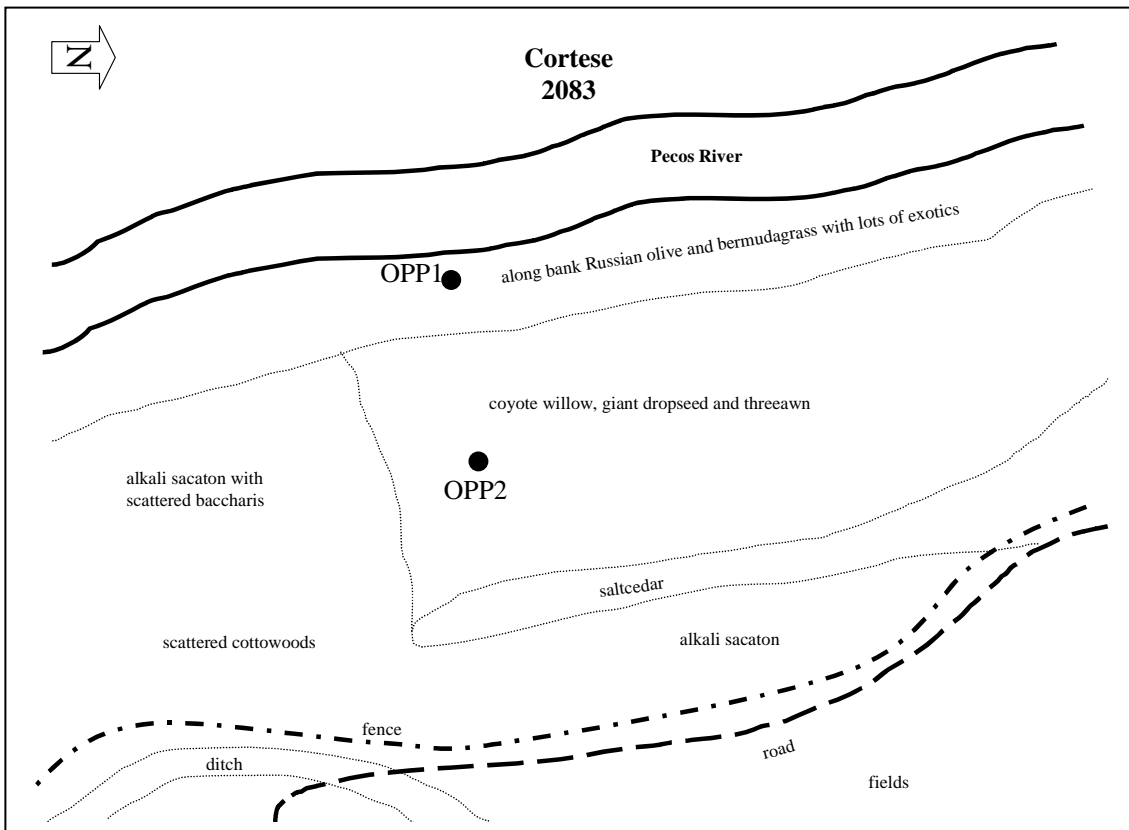 N
Cortese
2083
Pecos River
along bank Russian olive and bermudagrass with lots of exotics
OPP1
coyote willow, giant dropseed and threeawn
alkali sacaton with
scattered baccharis
OPP2
saltcedar
scattered cottowoods
alkali sacaton
fence
road
ditch
fields